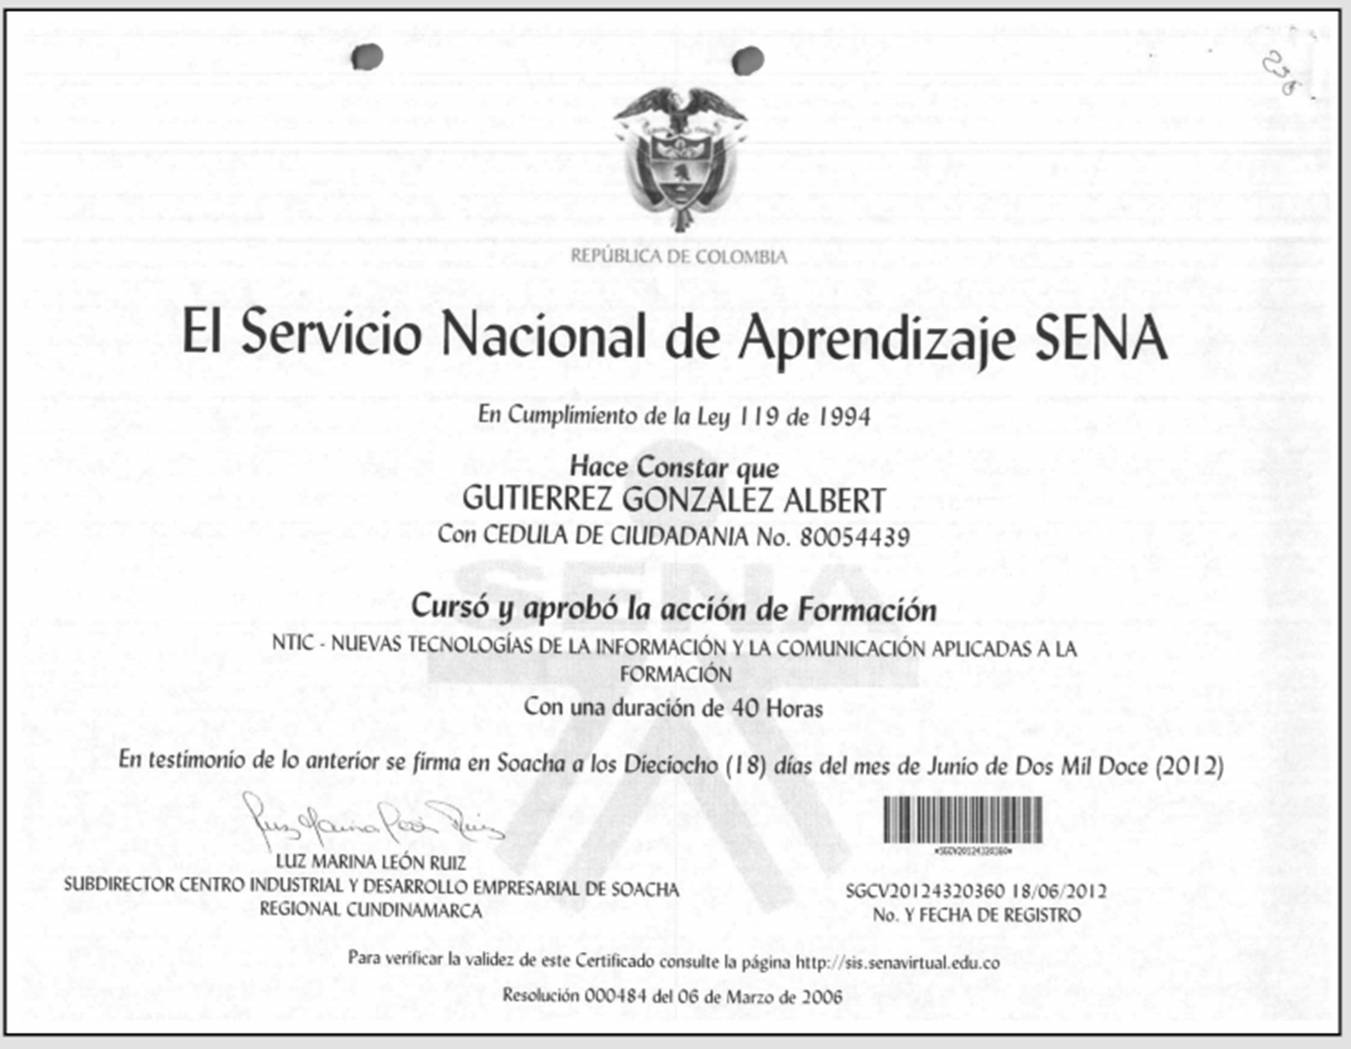 REPÚBLICA DE COLOMBIA
El Servicio Nacional de Aprendizaje SENA
En Cumplimiento de la Ley 119 de 1994
Hace Constar que
GUTIERREZ GONZALEZ ALBERT
Con CEDULA DE CIUDADANIA No. 80054439
SENA
Cursó y aprobó la acción de Formación
NTIC - NUEVAS TECNOLOGÍAS DE LA INFORMACIÓN Y LA COMUNICACIÓN APLICADAS A LA
FORMACIÓN
Con una duración de 40 Horas
En testimonio de lo anterior se firma en Soacha a los Dieciocho (18) días del mes de Junio de Dos Mil Doce (2012)
Luz Marina León Ruiz
*SGCV20124320360*
LUZ MARINA LEÓN RUIZ
SUBDIRECTOR CENTRO INDUSTRIAL Y DESARROLLO EMPRESARIAL DE SOACHA
REGIONAL CUNDINAMARCA
SGCV20124320360 18/06/2012
No. Y FECHA DE REGISTRO
Para verificar la validez de este Certificado consulte la página http://sis.senavirtual.edu.co
Resolución 000484 del 06 de Marzo de 2006